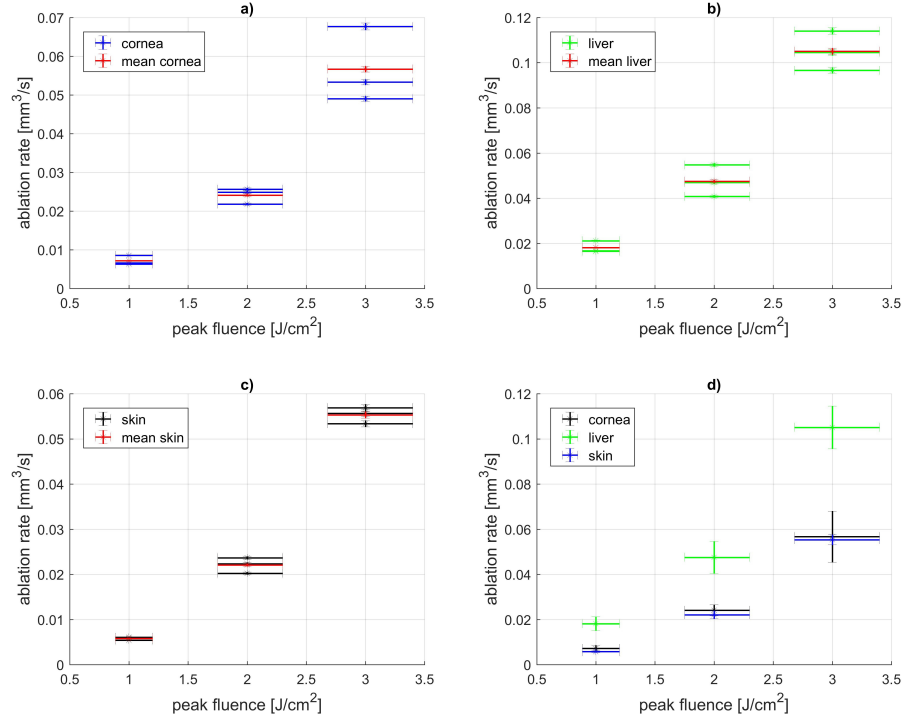 a)
0.07
0.06
0.05
0.04
0.03
0.02
0.01
0
ablation rate [mm³/s]
cornea
mean cornea
0.5 1 1.5 2 2.5 3 3.5
peak fluence [J/cm²]
b)
0.12
0.1
0.08
0.06
0.04
0.02
0
ablation rate [mm³/s]
liver
mean liver
0.5 1 1.5 2 2.5 3 3.5
peak fluence [J/cm²]
c)
0.06
0.05
0.04
0.03
0.02
0.01
0
ablation rate [mm³/s]
skin
mean skin
0.5 1 1.5 2 2.5 3 3.5
peak fluence [J/cm²]
d)
0.12
0.1
0.08
0.06
0.04
0.02
0
ablation rate [mm³/s]
cornea
liver
skin
0.5 1 1.5 2 2.5 3 3.5
peak fluence [J/cm²]